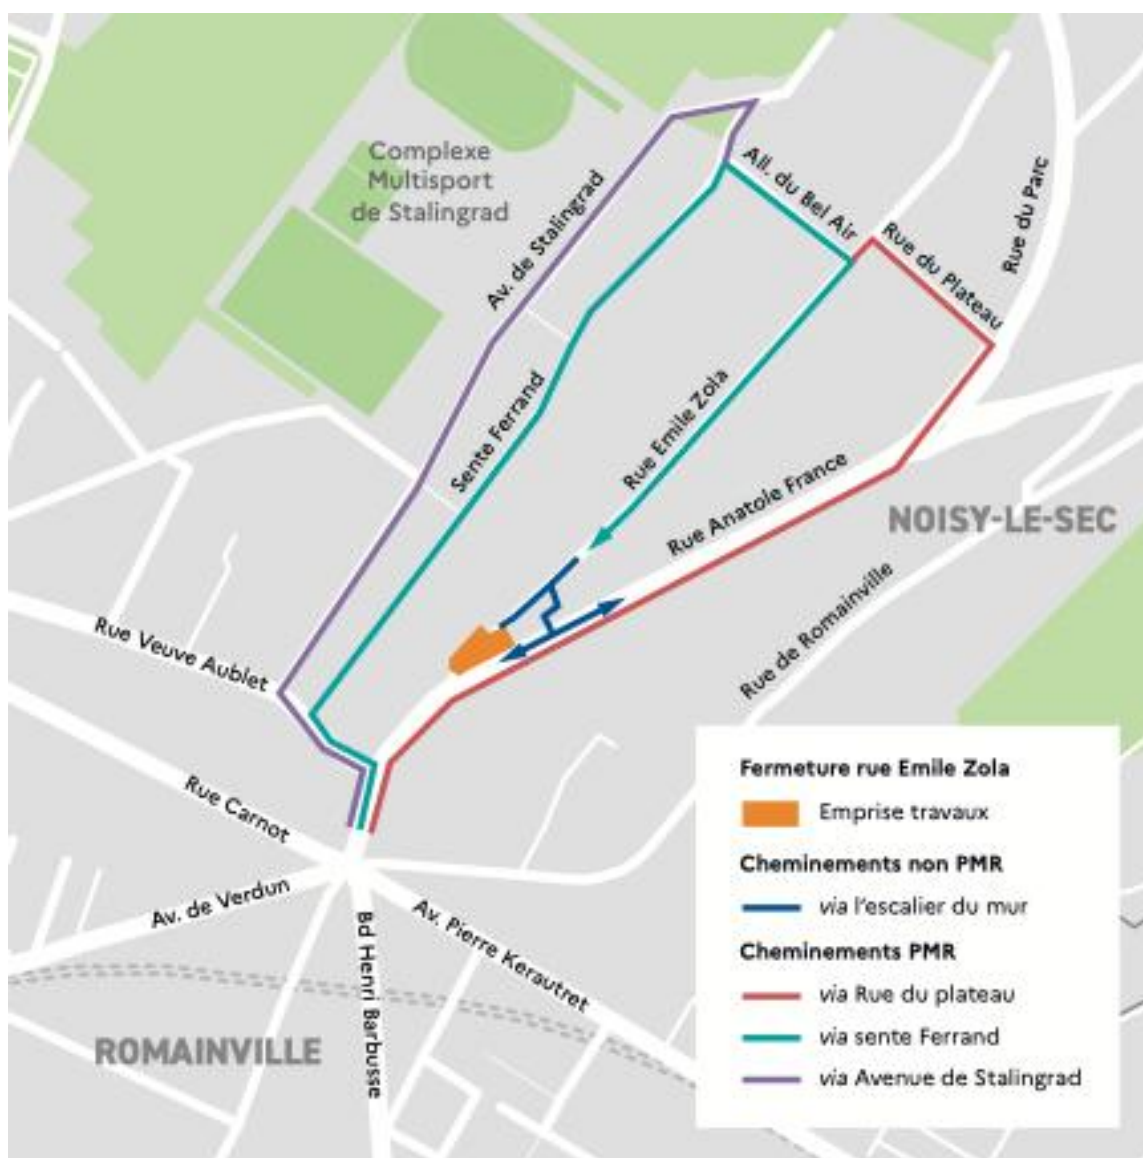 Complexe
Multisport
de Stalingrad
All. du Bel Air
Rue du Plateau
Rue du Parc
Av. de Stalingrad
Sente Ferrand
Rue Emile Zola
Rue Anatole France
NOISY-LE-SEC
Rue de Romainville
Rue Veuve Aublet
Rue Carnot
Av. de Verdun
Bd Henri Barbusse
Av. Pierre Kerautret
ROMAINVILLE
Fermeture rue Emile Zola
Emprise travaux
Cheminements non PMR
via l'escalier du mur
Cheminements PMR
via Rue du plateau
via sente Ferrand
via Avenue de Stalingrad